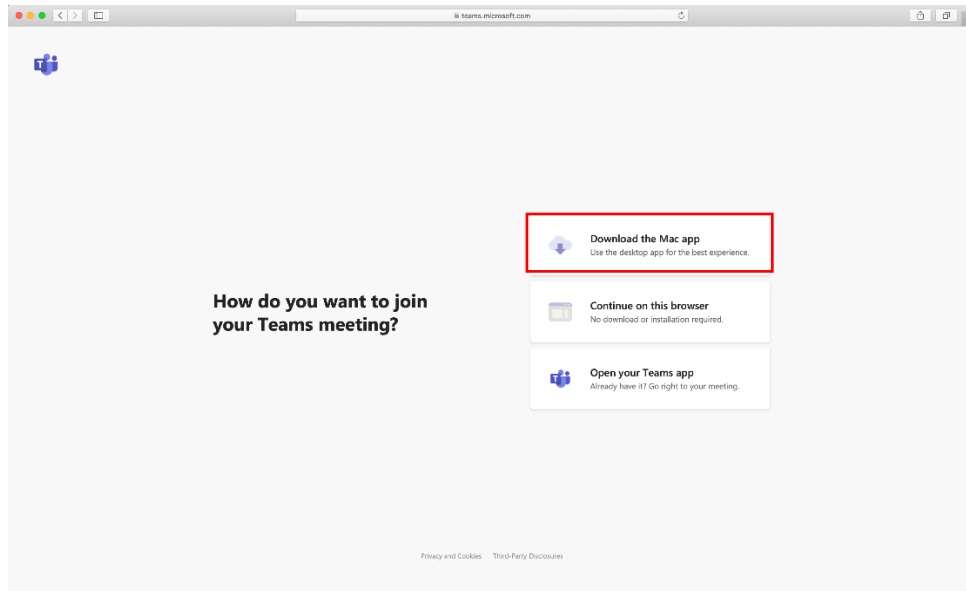 teams.microsoft.com
Download the Mac app
Use the desktop app for the best experience.
How do you want to join
your Teams meeting?
Continue on this browser
No download or installation required.
Open your Teams app
Already have it? Go right to your meeting.
Privacy and Cookies Third-Party Disclosures